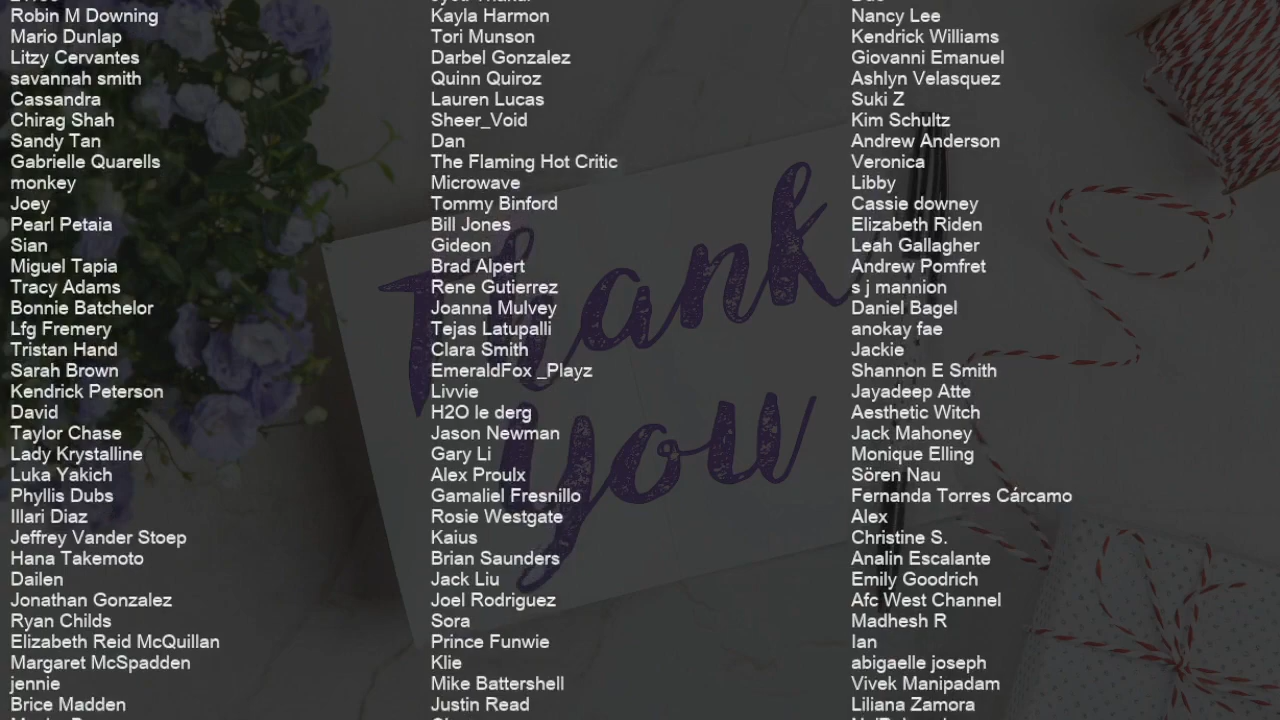 Robin M Downing
Mario Dunlap
Litzy Cervantes
savannah smith
Cassandra
Chirag Shah
Sandy Tan
Gabrielle Quarells
monkey
Joey
Pearl Petaia
Sian
Miguel Tapia
Tracy Adams
Bonnie Batchelor
Lfg Fremery
Tristan Hand
Sarah Brown
Kendrick Peterson
David
Taylor Chase
Lady Krystalline
Luka Yakich
Phyllis Dubs
Illari Diaz
Jeffrey Vander Stoep
Hana Takemoto
Dailen
Jonathan Gonzalez
Ryan Childs
Elizabeth Reid McQuillan
Margaret McSpadden
jennie
Brice Madden
Kayla Harmon
Tori Munson
Darbel Gonzalez
Quinn Quiroz
Lauren Lucas
Sheer_Void
Dan
The Flaming Hot Critic
Microwave
Tommy Binford
Bill Jones
Gideon
Brad Alpert
Rene Gutierrez
Joanna Mulvey
Tejas Latupalli
Clara Smith
EmeraldFox _Playz
Livvie
H2O le derg
Jason Newman
Gary Li
Alex Proulx
Gamaliel Fresnillo
Rosie Westgate
Kaius
Brian Saunders
Jack Liu
Joel Rodriguez
Sora
Prince Funwie
Klie
Mike Battershell
Justin Read
Nancy Lee
Kendrick Williams
Giovanni Emanuel
Ashlyn Velasquez
Suki Z
Kim Schultz
Andrew Anderson
Veronica
Libby
Cassie downey
Elizabeth Riden
Leah Gallagher
Andrew Pomfret
s j mannion
Daniel Bagel
anokay fae
Jackie
Shannon E Smith
Jayadeep Atte
Aesthetic Witch
Jack Mahoney
Monique Elling
Sören Nau
Fernanda Torres Cárcamo
Alex
Christine S.
Analin Escalante
Emily Goodrich
Afc West Channel
Madhesh R
Ian
abigaelle joseph
Vivek Manipadam
Liliana Zamora
Thank
you